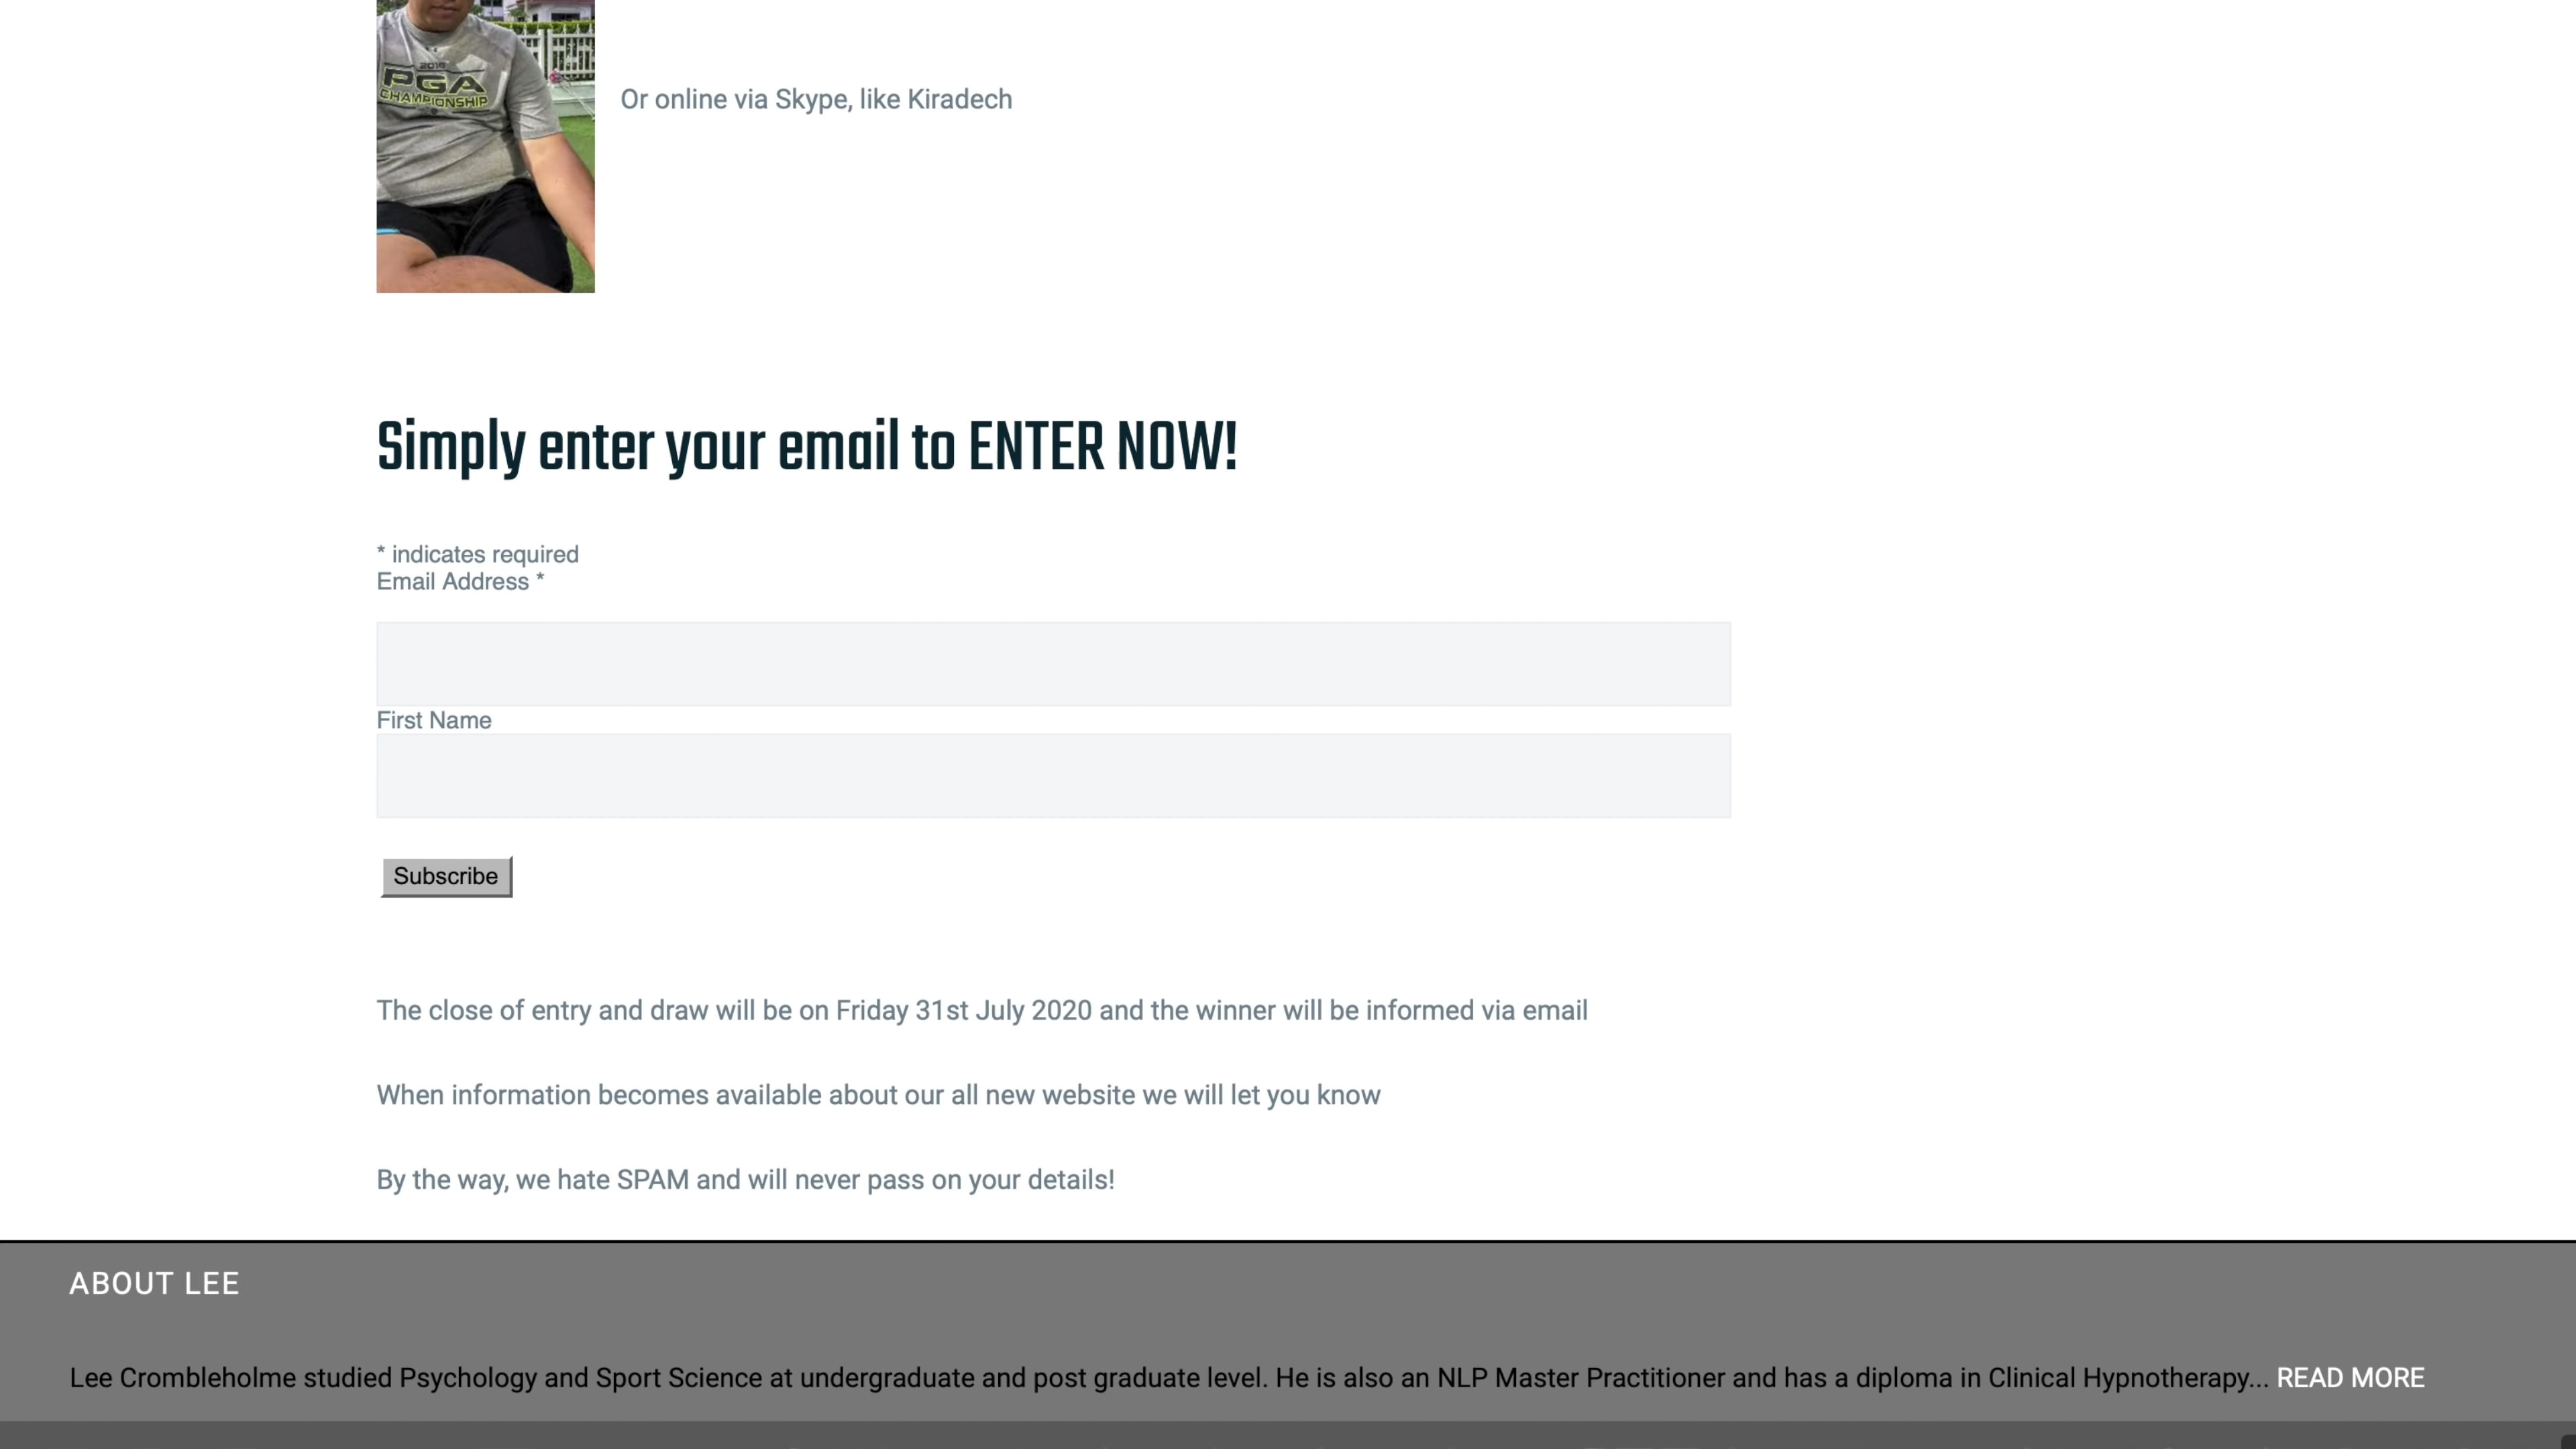 2016
PGA
CHAMPIONSHIP
Or online via Skype, like Kiradech
Simply enter your email to ENTER NOW!
* indicates required
Email Address *
First Name
Subscribe
The close of entry and draw will be on Friday 31st July 2020 and the winner will be informed via email
When information becomes available about our all new website we will let you know
By the way, we hate SPAM and will never pass on your details!
ABOUT LEE
Lee Crombleholme studied Psychology and Sport Science at undergraduate and post graduate level. He is also an NLP Master Practitioner and has a diploma in Clinical Hypnotherapy... READ MORE